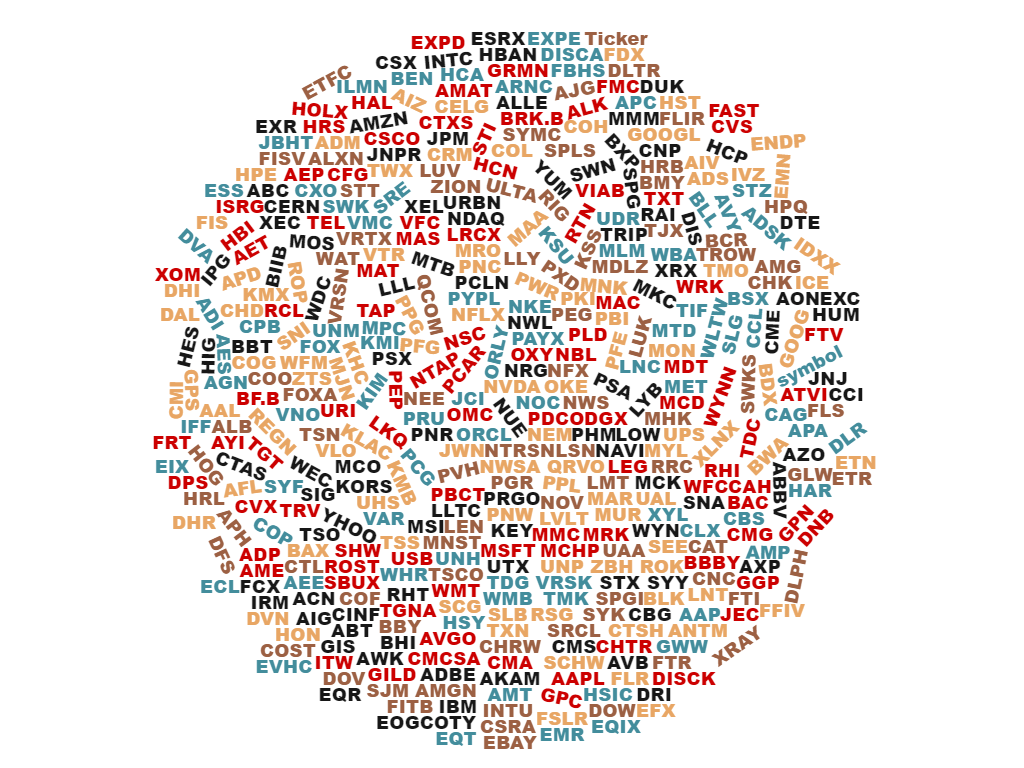 EXPD ESRX EXPE Ticker
CSX INTC HBAN DISCA FDX
ETFC ILMN BEN HCA GRMN FBHS DLTR
HAL AIZ AMAT ARNC AJG FMC DUK
HOLX CELG ALLE ALK APC HST FAST
EXR HRS AMZN CTXS STI BRK.B COH MMM FLIR CVS
JBHT ADM CSCO JPM SYMC GOOGL ENDP
FISV ALXN JNPR CRM COL SPLS BXP CNP HCP
HPE AEP CFG TWX LUV HCN YUM SWN SPG HRB AIV IVZ EMN
ESS ABC CXO STT SRE ZION ULTA RIG VIAB BMY ADS STZ
ISRG CERN SWK XEL URBN TXT BLL AVY HPQ
FIS HBI XEC TEL VMC VFC NDAQ MAA RTN UDR RAI DIS ADSK DTE
DVA AET MOS VRTX MAS LRCX KSU KSS TRIP TJX BCR IDXX
XOM IPG BIIB WAT VTR MTB MRO LLY PXD MLM WBA TROW
DHI APD ROP MAT PNC MDLZ XRX TMO AMG
KMX WDC VRSN LLL QCOM PCLN PWR MNK MKC WRK CHK ICE
DAL ADI CHD RCL TAP PPG PYPL NKE PKI MAC TIF BSX AON EXC
CPB SNI UNM MPC NFLX NWL PEG PBI LUK MTD WLTW SLG CCL CME GOOG HUM
HES HIG AES BBT FOX KMI PFG NSC ORLY PAYX PLD FTV
COG WFM KHC PSX NTAP PCAR OXY NBL PFE MON
AGN COO ZTS MJN KIM PEP NRG NFX LNC MDT symbol
CMI GPS BF.B FOXA NEE JCI NVDA OKE PSA LYB MET WYNN SWKS BDX JNJ
AAL VNO URI PRU OMC NUE NOC NWS MCD ATVI CCI
IFF ALB REGN LKQ PDCO DGX MHK CAG FLS
FRT AYI TGT TSN KLAC PNR ORCL NEM PHM LOW UPS XLNX TDC APA DLR
HOG CTAS VLO PCG JWN NTRS NLSN NAVI MYL BWA AZO
EIX WEC MCO KMB PVH NWSA QRVO LEG RRC RHI ABBV ETN
DPS AFL SYF SIG KORS PGR PPL LMT MCK WFC CAH GLW ETR
HRL UHS PBCT PRGO NOV MAR UAL SNA BAC HAR
CVX TRV YHOO VAR LLTC PNW LVLT MUR XYL CBS GPN
DHR APH COP TSO MSI LEN KEY MMC MRK WYN CLX CMG DNB
DFS ADP BAX SHW TSS MNST MSFT MCHP UAA SEE CAT AMP
AME CTL ROST USB UNH UTX UNP ZBH ROK BBBY AXP
ECL FCX AEE SBUX WHR TSCO TDG VRSK STX SYY CNC GGP DLPH
IRM ACN COF RHT WMT WMB TMK SPGI BLK LNT FTI
DVN AIG CINF TGNA SCG SLB RSG SYK CBG AAP JEC FFIV
HON ABT BBY HSY TXN SRCL CTSH ANTM
COST GIS BHI AVGO CHRW CMS CHTR GWW XRAY
EVHC ITW AWK CMCSA CMA SCHW AVB FTR
DOV GILD ADBE AKAM AAPL FLR DISCK
EQR SJM AMGN AMT GPC HSIC DRI
FITB IBM INTU DOW EFX
EOG COTY CSRA FSLR EQIX
EQT EBAY EMR